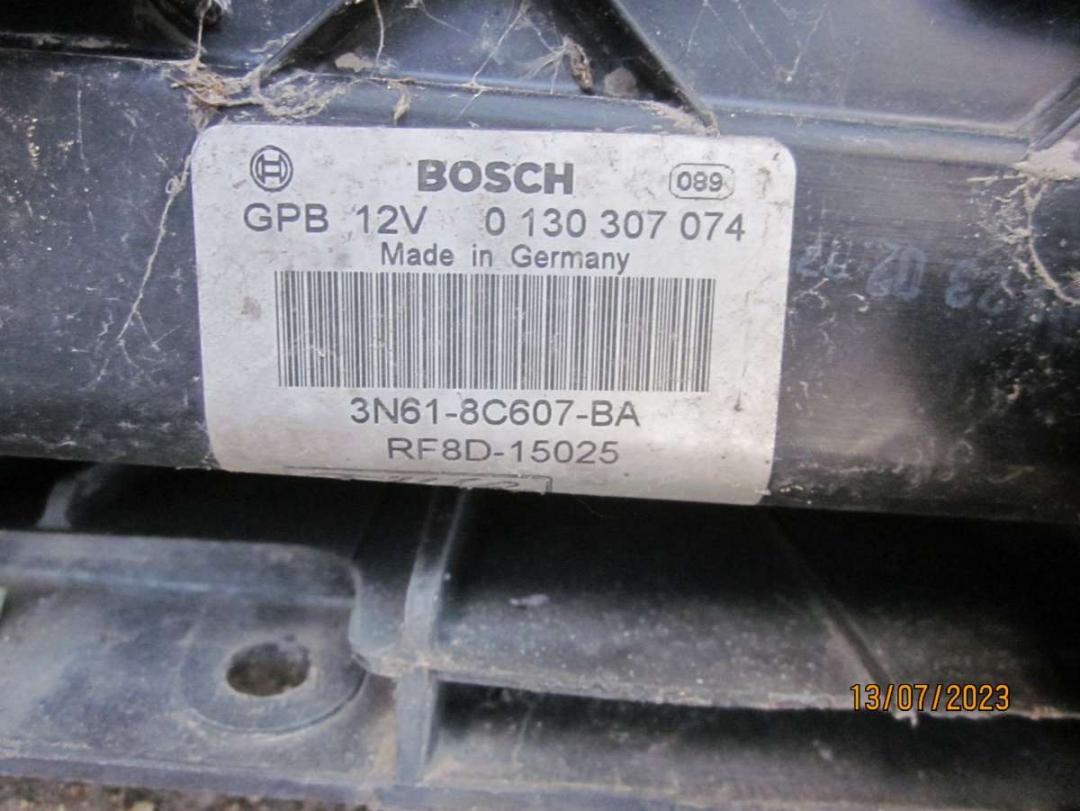 BOSCH 089
GPB 12V 0 130 307 074
Made in Germany
3N61-8C607-BA
RF8D-15025
13/07/2023